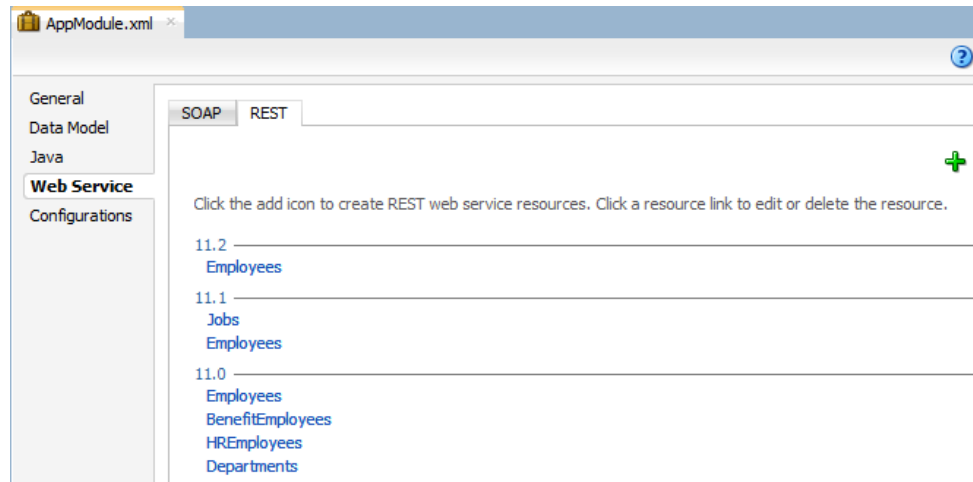 AppModule.xml
?
General
Data Model
Java
Web Service
Configurations
SOAP REST
Click the add icon to create REST web service resources. Click a resource link to edit or delete the resource.
11.2
Employees
11.1
Jobs
Employees
11.0
Employees
BenefitEmployees
HREmployees
Departments